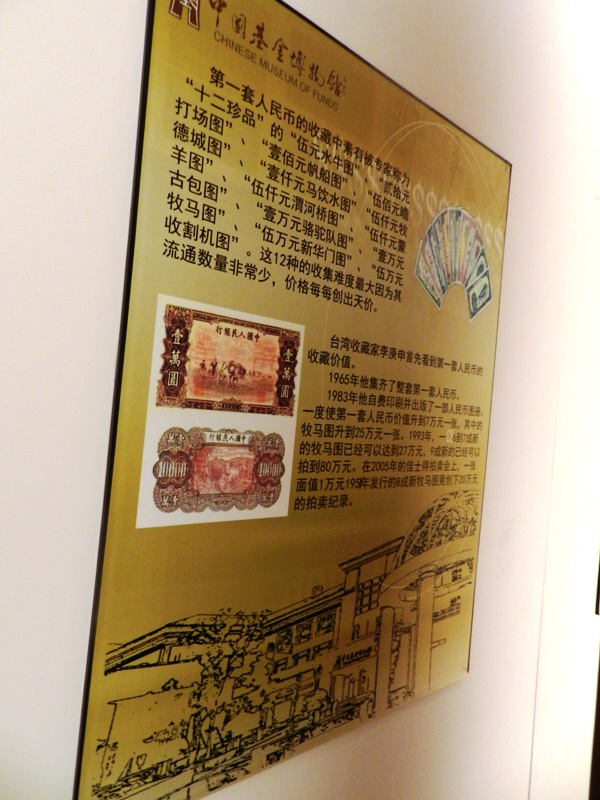 中国基金博物馆
CHINESE MUSEUM OF FUNDS
第一套人民币的收藏中素有被专家称为
“十二珍品”的“伍元水牛图”、“贰拾元
打场图”、“壹佰元帆船图”、“伍佰元瞻
德城图”、“壹仟元马饮水图”“伍仟元牧
羊图”、“伍仟元渭河桥图”、“伍仟元蒙
古包图”、“壹万元骆驼队图”、“壹万元
牧马图”、“伍万元新华门图”、“伍万元
收割机图”。这12种的收集难度最大因为其
流通数量非常少，价格每每创出天价。
中國人民銀行
壹萬圓
壹萬圓
中國人民銀行
10000
10000
台湾收藏家李庚申首先看到第一套人民币的
收藏价值。
1965年他集齐了整套第一套人民币。
1983年他自费印刷并出版了一部人民币图册，
一度使第一套人民币价值升到7万元一张。其中的
牧马图升到25万元一张。1993年，一 6到7成新
的牧马图已经可以达到27万元，9成新的已经可以
拍到80万元。在2005年的佳士得拍卖会上，一张
面值1万元1951年发行的8成新牧马图竟创下20万元
的拍卖纪录。